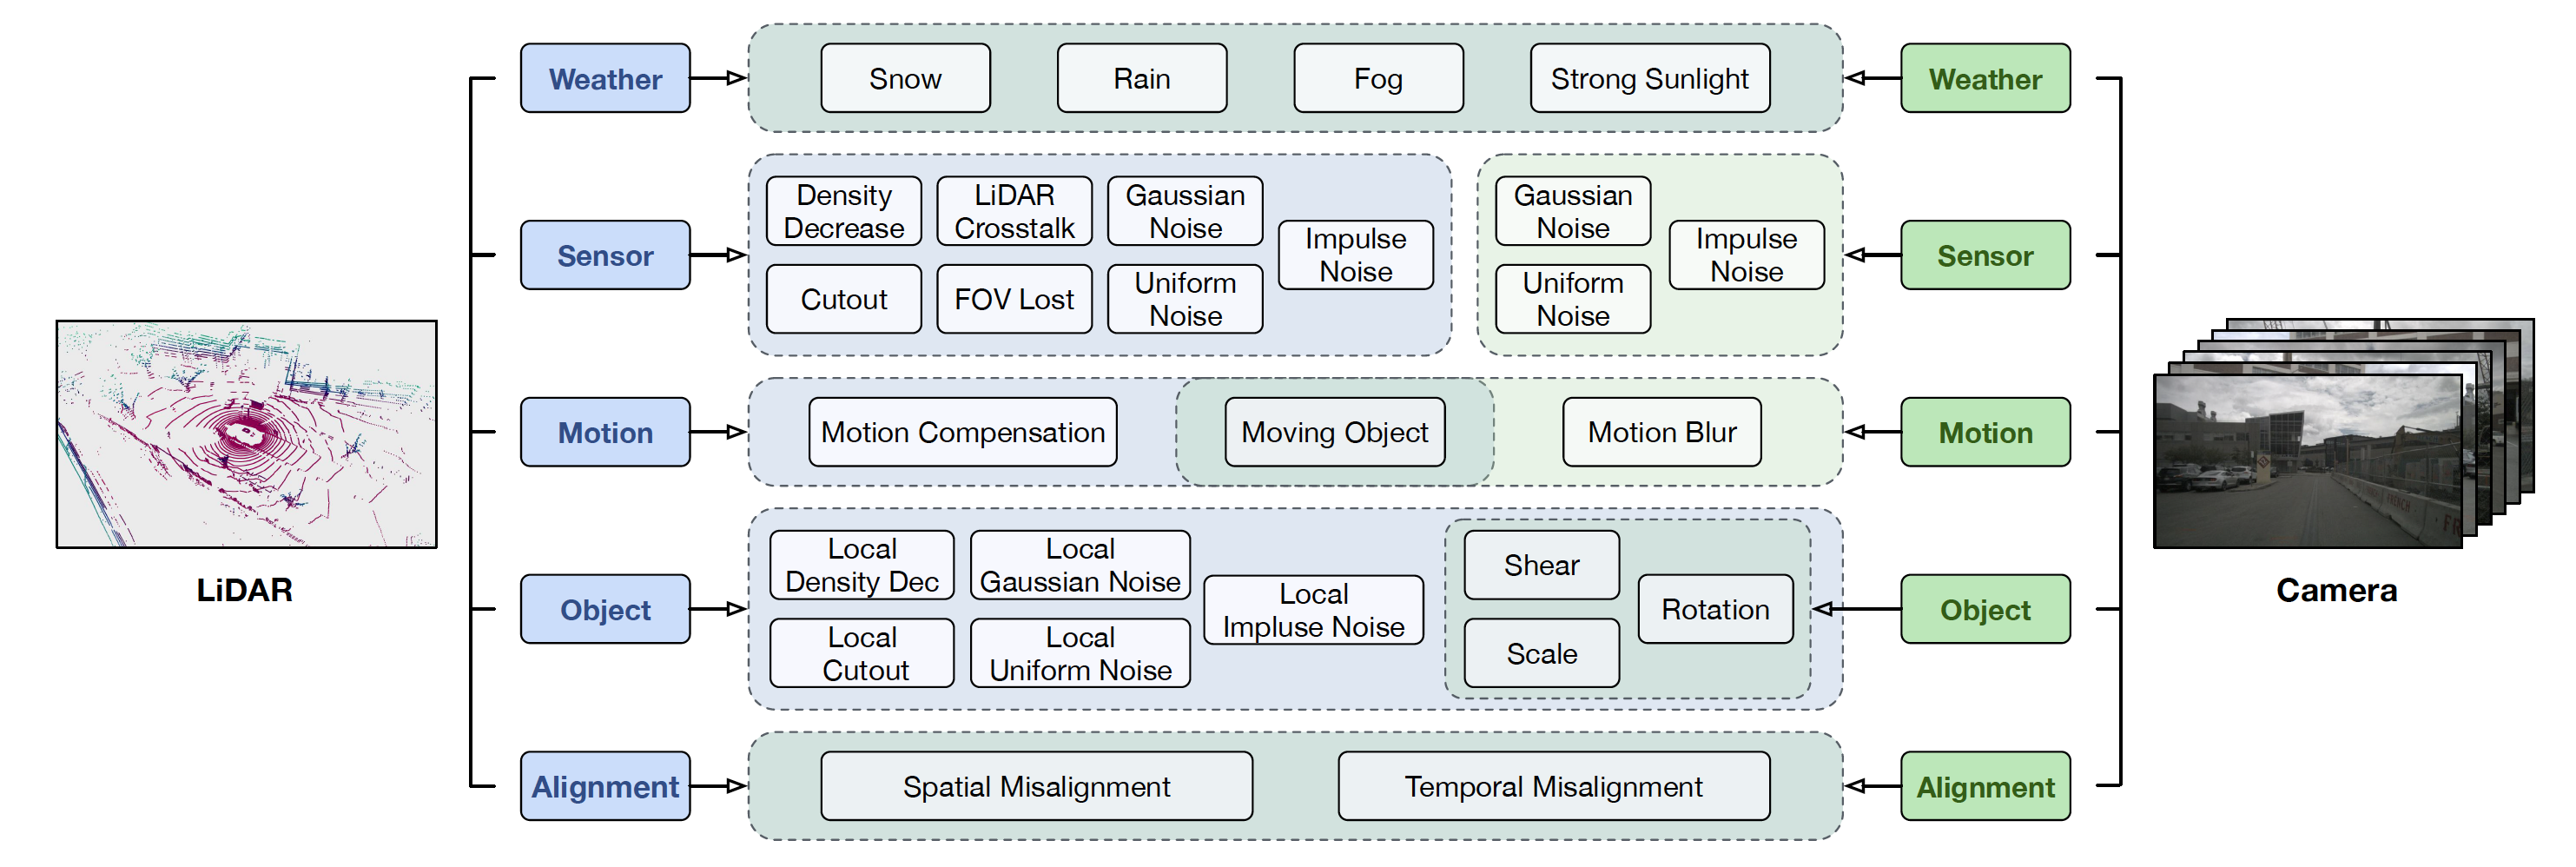 Weather
Snow
Rain
Fog
Strong Sunlight
Weather
Sensor
Density
Decrease
LiDAR
Crosstalk
Gaussian
Noise
Impulse
Noise
Cutout
FOV Lost
Uniform
Noise
Gaussian
Noise
Impulse
Noise
Uniform
Noise
Sensor
Motion
Motion Compensation
Moving Object
Motion Blur
Motion
LiDAR
Object
Local
Density Dec
Local
Gaussian Noise
Local
Impluse Noise
Local
Cutout
Local
Uniform Noise
Shear
Rotation
Scale
Object
Camera
Alignment
Spatial Misalignment
Temporal Misalignment
Alignment